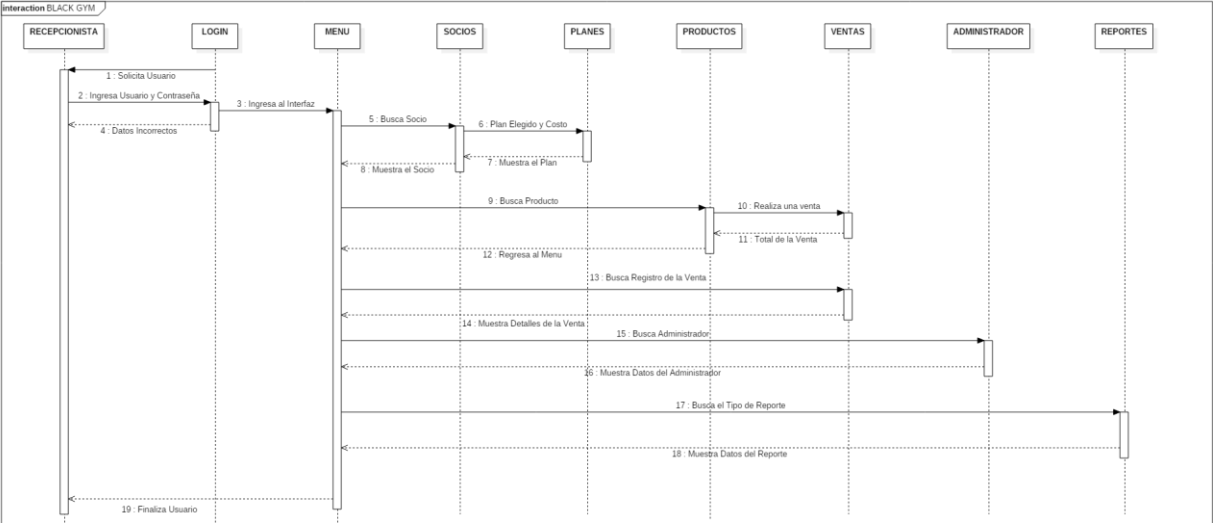 interaction BLACK GYM
RECEPCIONISTA
LOGIN
MENU
SOCIOS
PLANES
PRODUCTOS
VENTAS
ADMINISTRADOR
REPORTES
1 : Solicita Usuario
2 : Ingresa Usuario y Contraseña
3 : Ingresa al Interfaz
4 : Datos Incorrectos
5 : Busca Socio
6 : Plan Elegido y Costo
7 : Muestra el Plan
8 : Muestra el Socio
9 : Busca Producto
10 : Realiza una venta
11 : Total de la Venta
12 : Regresa al Menu
13 : Busca Registro de la Venta
14 : Muestra Detalles de la Venta
15 : Busca Administrador
16 : Muestra Datos del Administrador
17 : Busca el Tipo de Reporte
18 : Muestra Datos del Reporte
19 : Finaliza Usuario